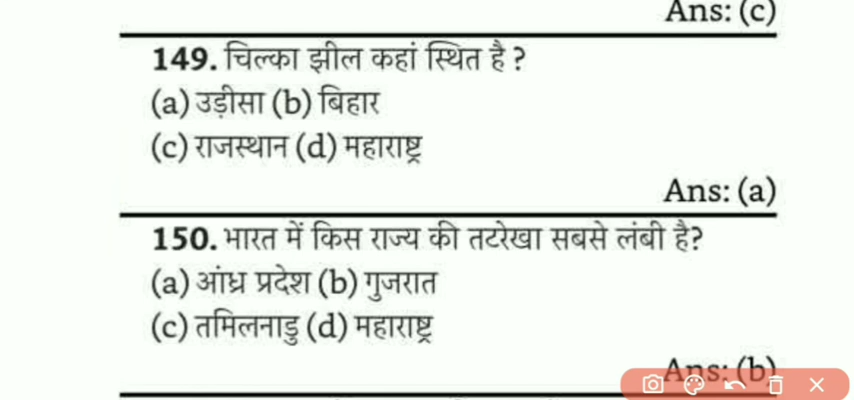 Ans: (c)
149. चिल्का झील कहां स्थित है ?
(a) उड़ीसा (b) बिहार
(c) राजस्थान (d) महाराष्ट्र
Ans: (a)
150. भारत में किस राज्य की तटरेखा सबसे लंबी है?
(a) आंध्र प्रदेश (b) गुजरात
(c) तमिलनाडु (d) महाराष्ट्र
Ans: (b)